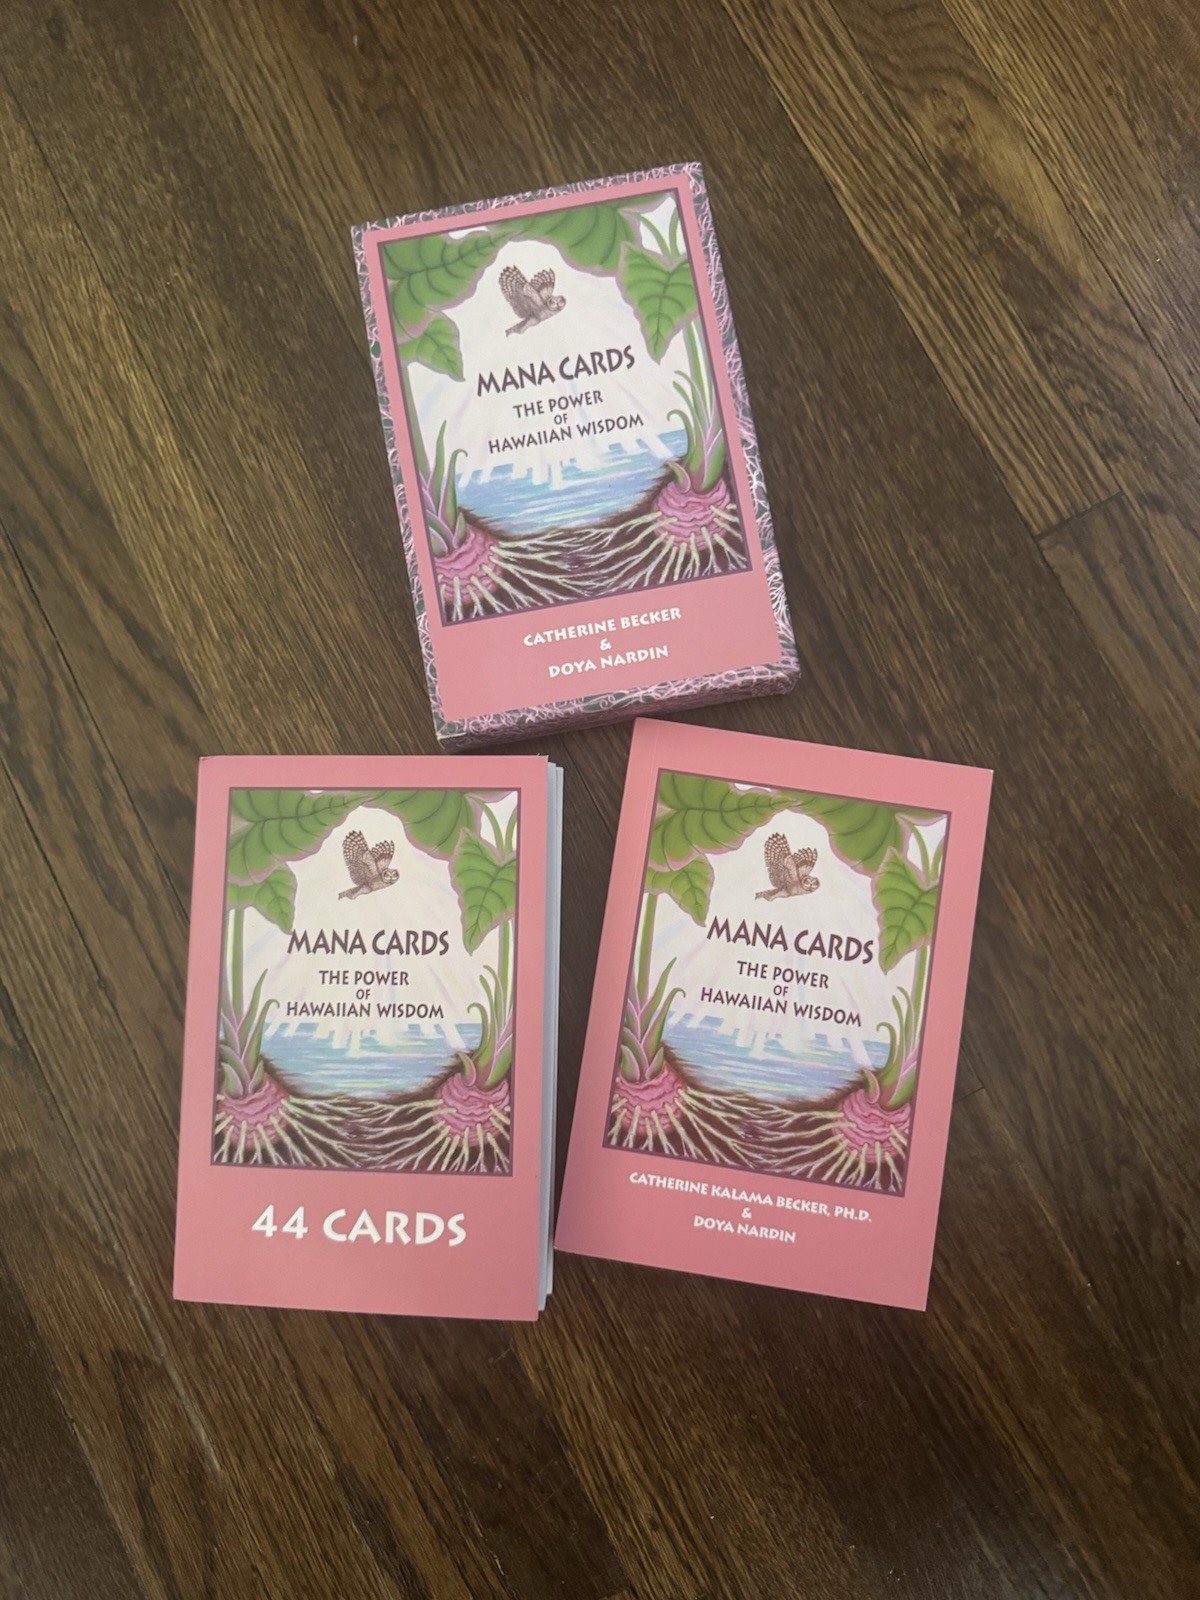 MANA CARDS
THE POWER
OF
HAWAIIAN WISDOM
CATHERINE BECKER
&
DOYA NARDIN
MANA CARDS
THE POWER
OF
HAWAIIAN WISDOM
44 CARDS
MANA CARDS
THE POWER
OF
HAWAIIAN WISDOM
CATHERINE KALAMA BECKER, PH.D.
&
DOYA NARDIN